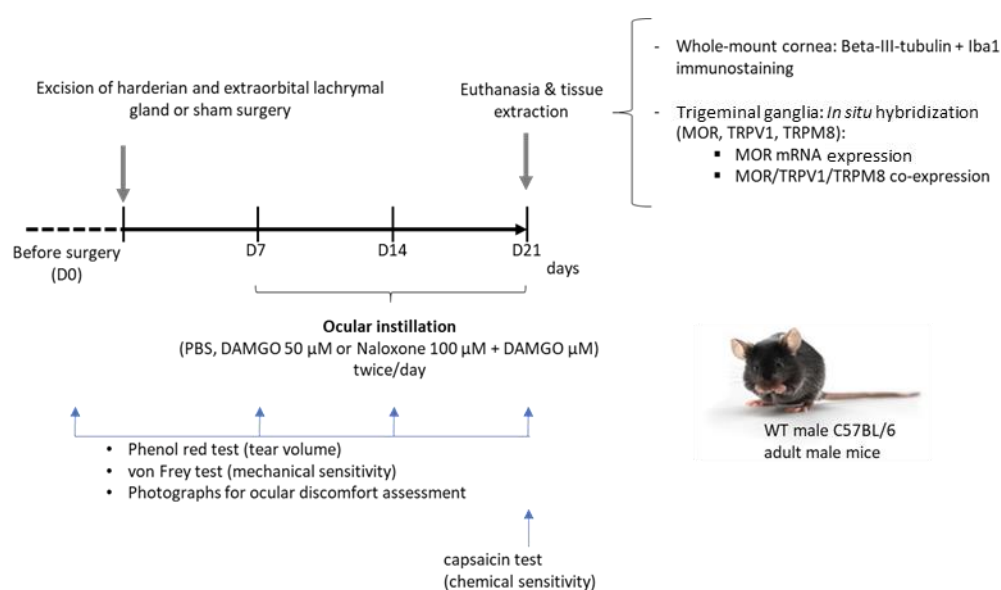 - Whole-mount cornea: Beta-III-tubulin + Iba1
immunostaining
- Trigeminal ganglia: In situ hybridization
(MOR, TRPV1, TRPM8):
▪ MOR mRNA expression
▪ MOR/TRPV1/TRPM8 co-expression
Excision of harderian and extraorbital lachrymal
gland or sham surgery
Euthanasia & tissue
extraction
Before surgery
(D0)
D7
D14
D21
days
Ocular instillation
(PBS, DAMGO 50 µM or Naloxone 100 µM + DAMGO µM)
twice/day
• Phenol red test (tear volume)
• von Frey test (mechanical sensitivity)
• Photographs for ocular discomfort assessment
capsaicin test
(chemical sensitivity)
WT male C57BL/6
adult male mice